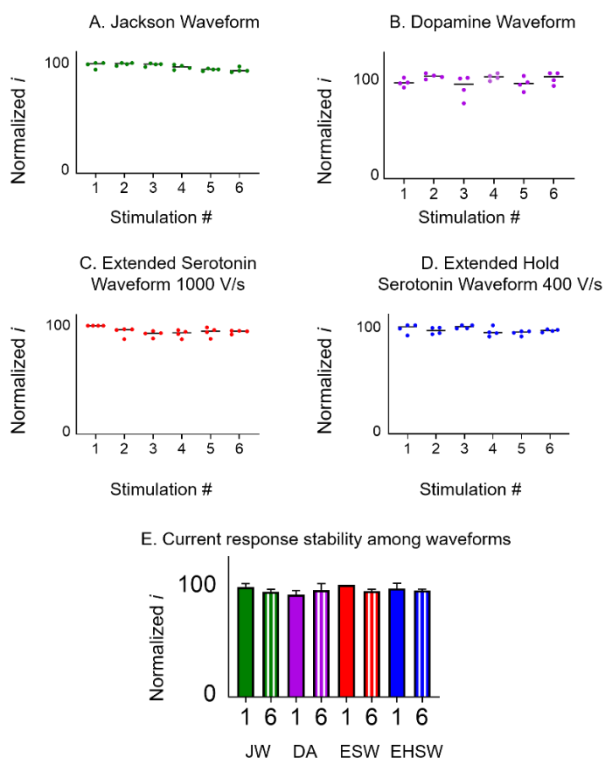 A. Jackson Waveform
Normalized i
100
0
1 2 3 4 5 6
Stimulation #
B. Dopamine Waveform
Normalized i
100
0
1 2 3 4 5 6
Stimulation #
C. Extended Serotonin
Waveform 1000 V/s
Normalized i
100
0
1 2 3 4 5 6
Stimulation #
D. Extended Hold
Serotonin Waveform 400 V/s
Normalized i
100
0
1 2 3 4 5 6
Stimulation #
E. Current response stability among waveforms
Normalized i
100
0
1 6 1 6 1 6 1 6
JW DA ESW EHSW